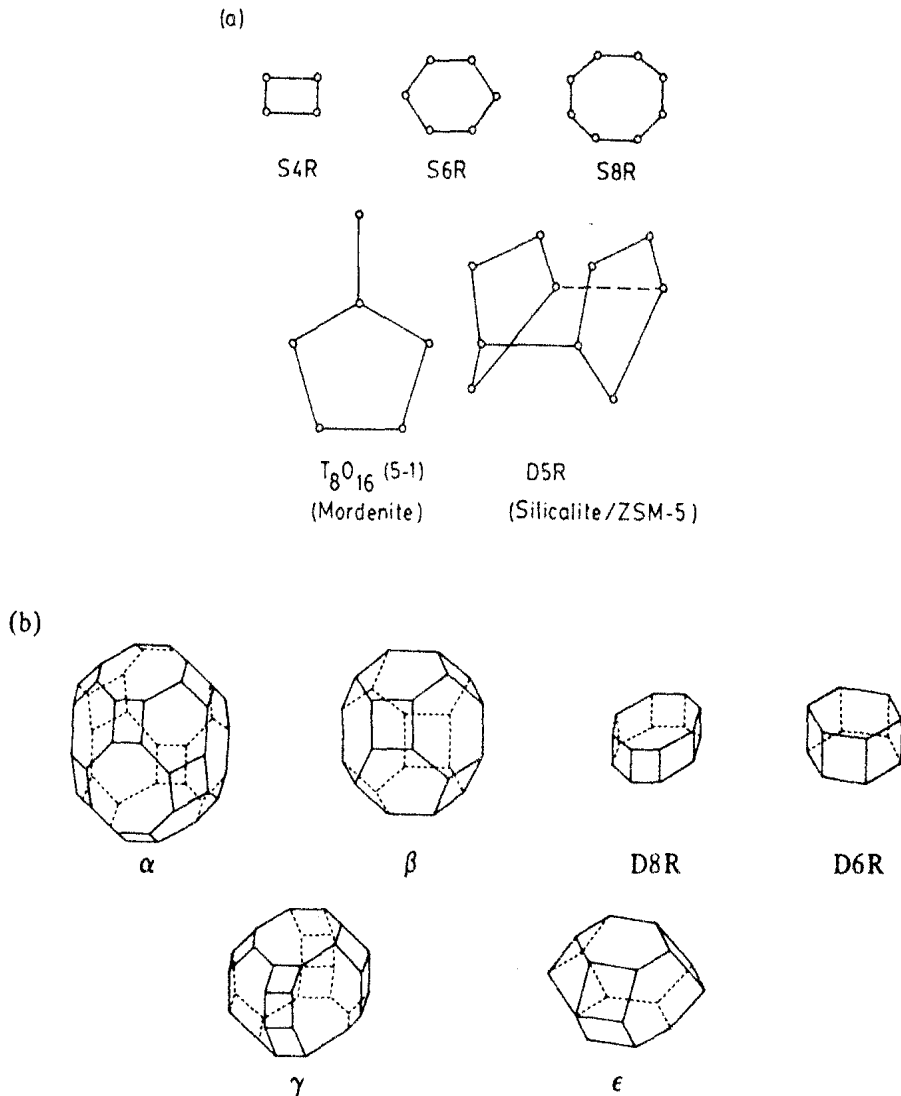 (a)
S4R S6R S8R
T8O16 (5-1) D5R
(Mordenite) (Silicalite/ZSM-5)
(b)
α β D8R D6R
γ ϵ